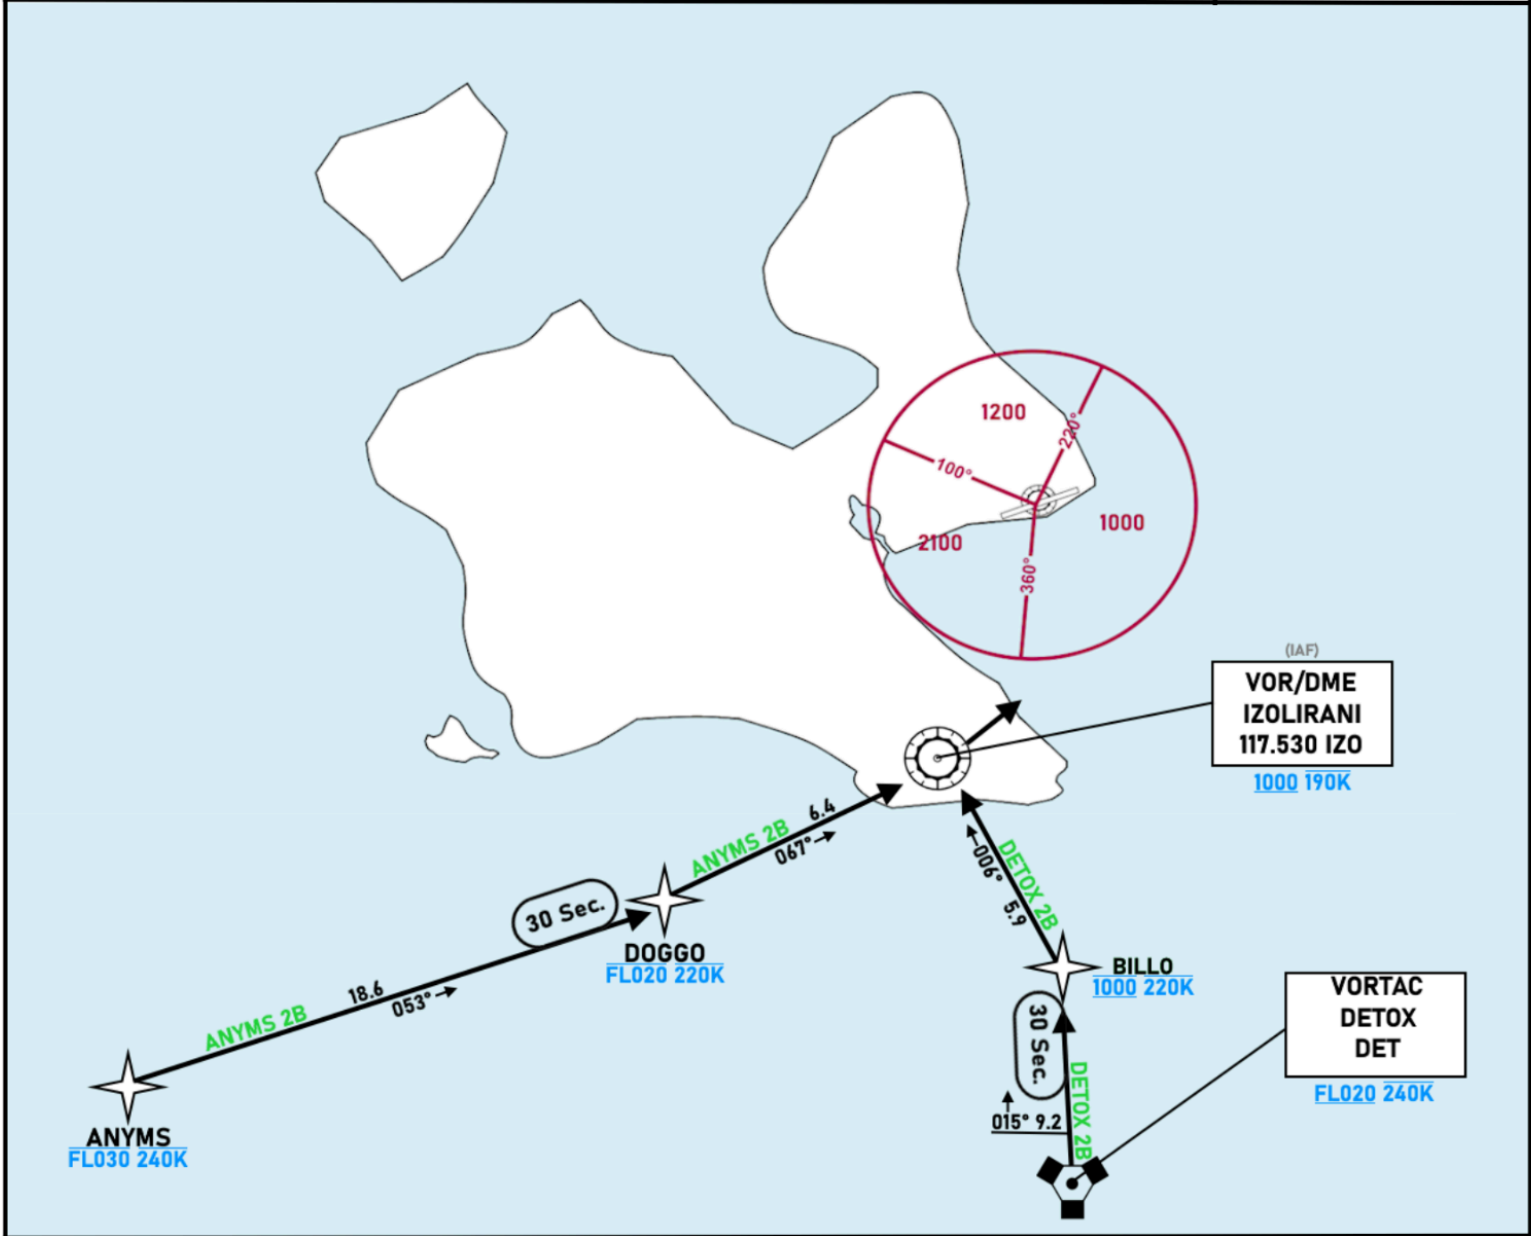 1200
220°
100°
1000
2100
360°
(IAF)
VOR/DME
IZOLIRANI
117.530 IZO
1000 190K
6.4
ANYMS 2B
067°
DETOX 2B
006°
5.9
30 Sec.
DOGGO
FL020 220K
BILLO
1000 220K
18.6
053°
ANYMS 2B
VORTAC
DETOX
DET
FL020 240K
30 Sec.
DETOX 2B
015° 9.2
ANYMS
FL030 240K